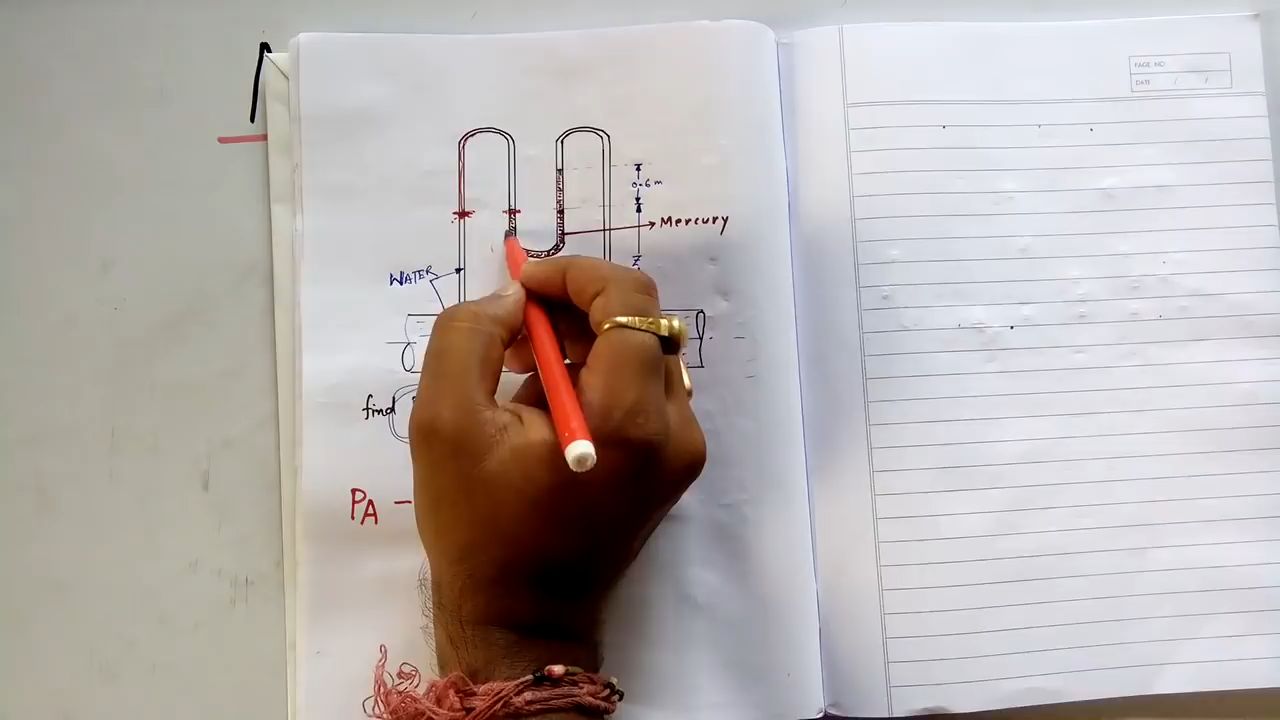 0.6 m
Mercury
Z
WATER
find
PA -
PAGE NO.
DATE / /